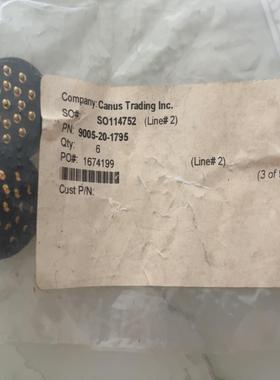 Company: Canus Trading Inc.
SO#: SO114752 (Line# 2)
PN: 9005-20-1795
Qty: 6
PO#: 1674199 (Line# 2)
(3 of
Cust P/N: